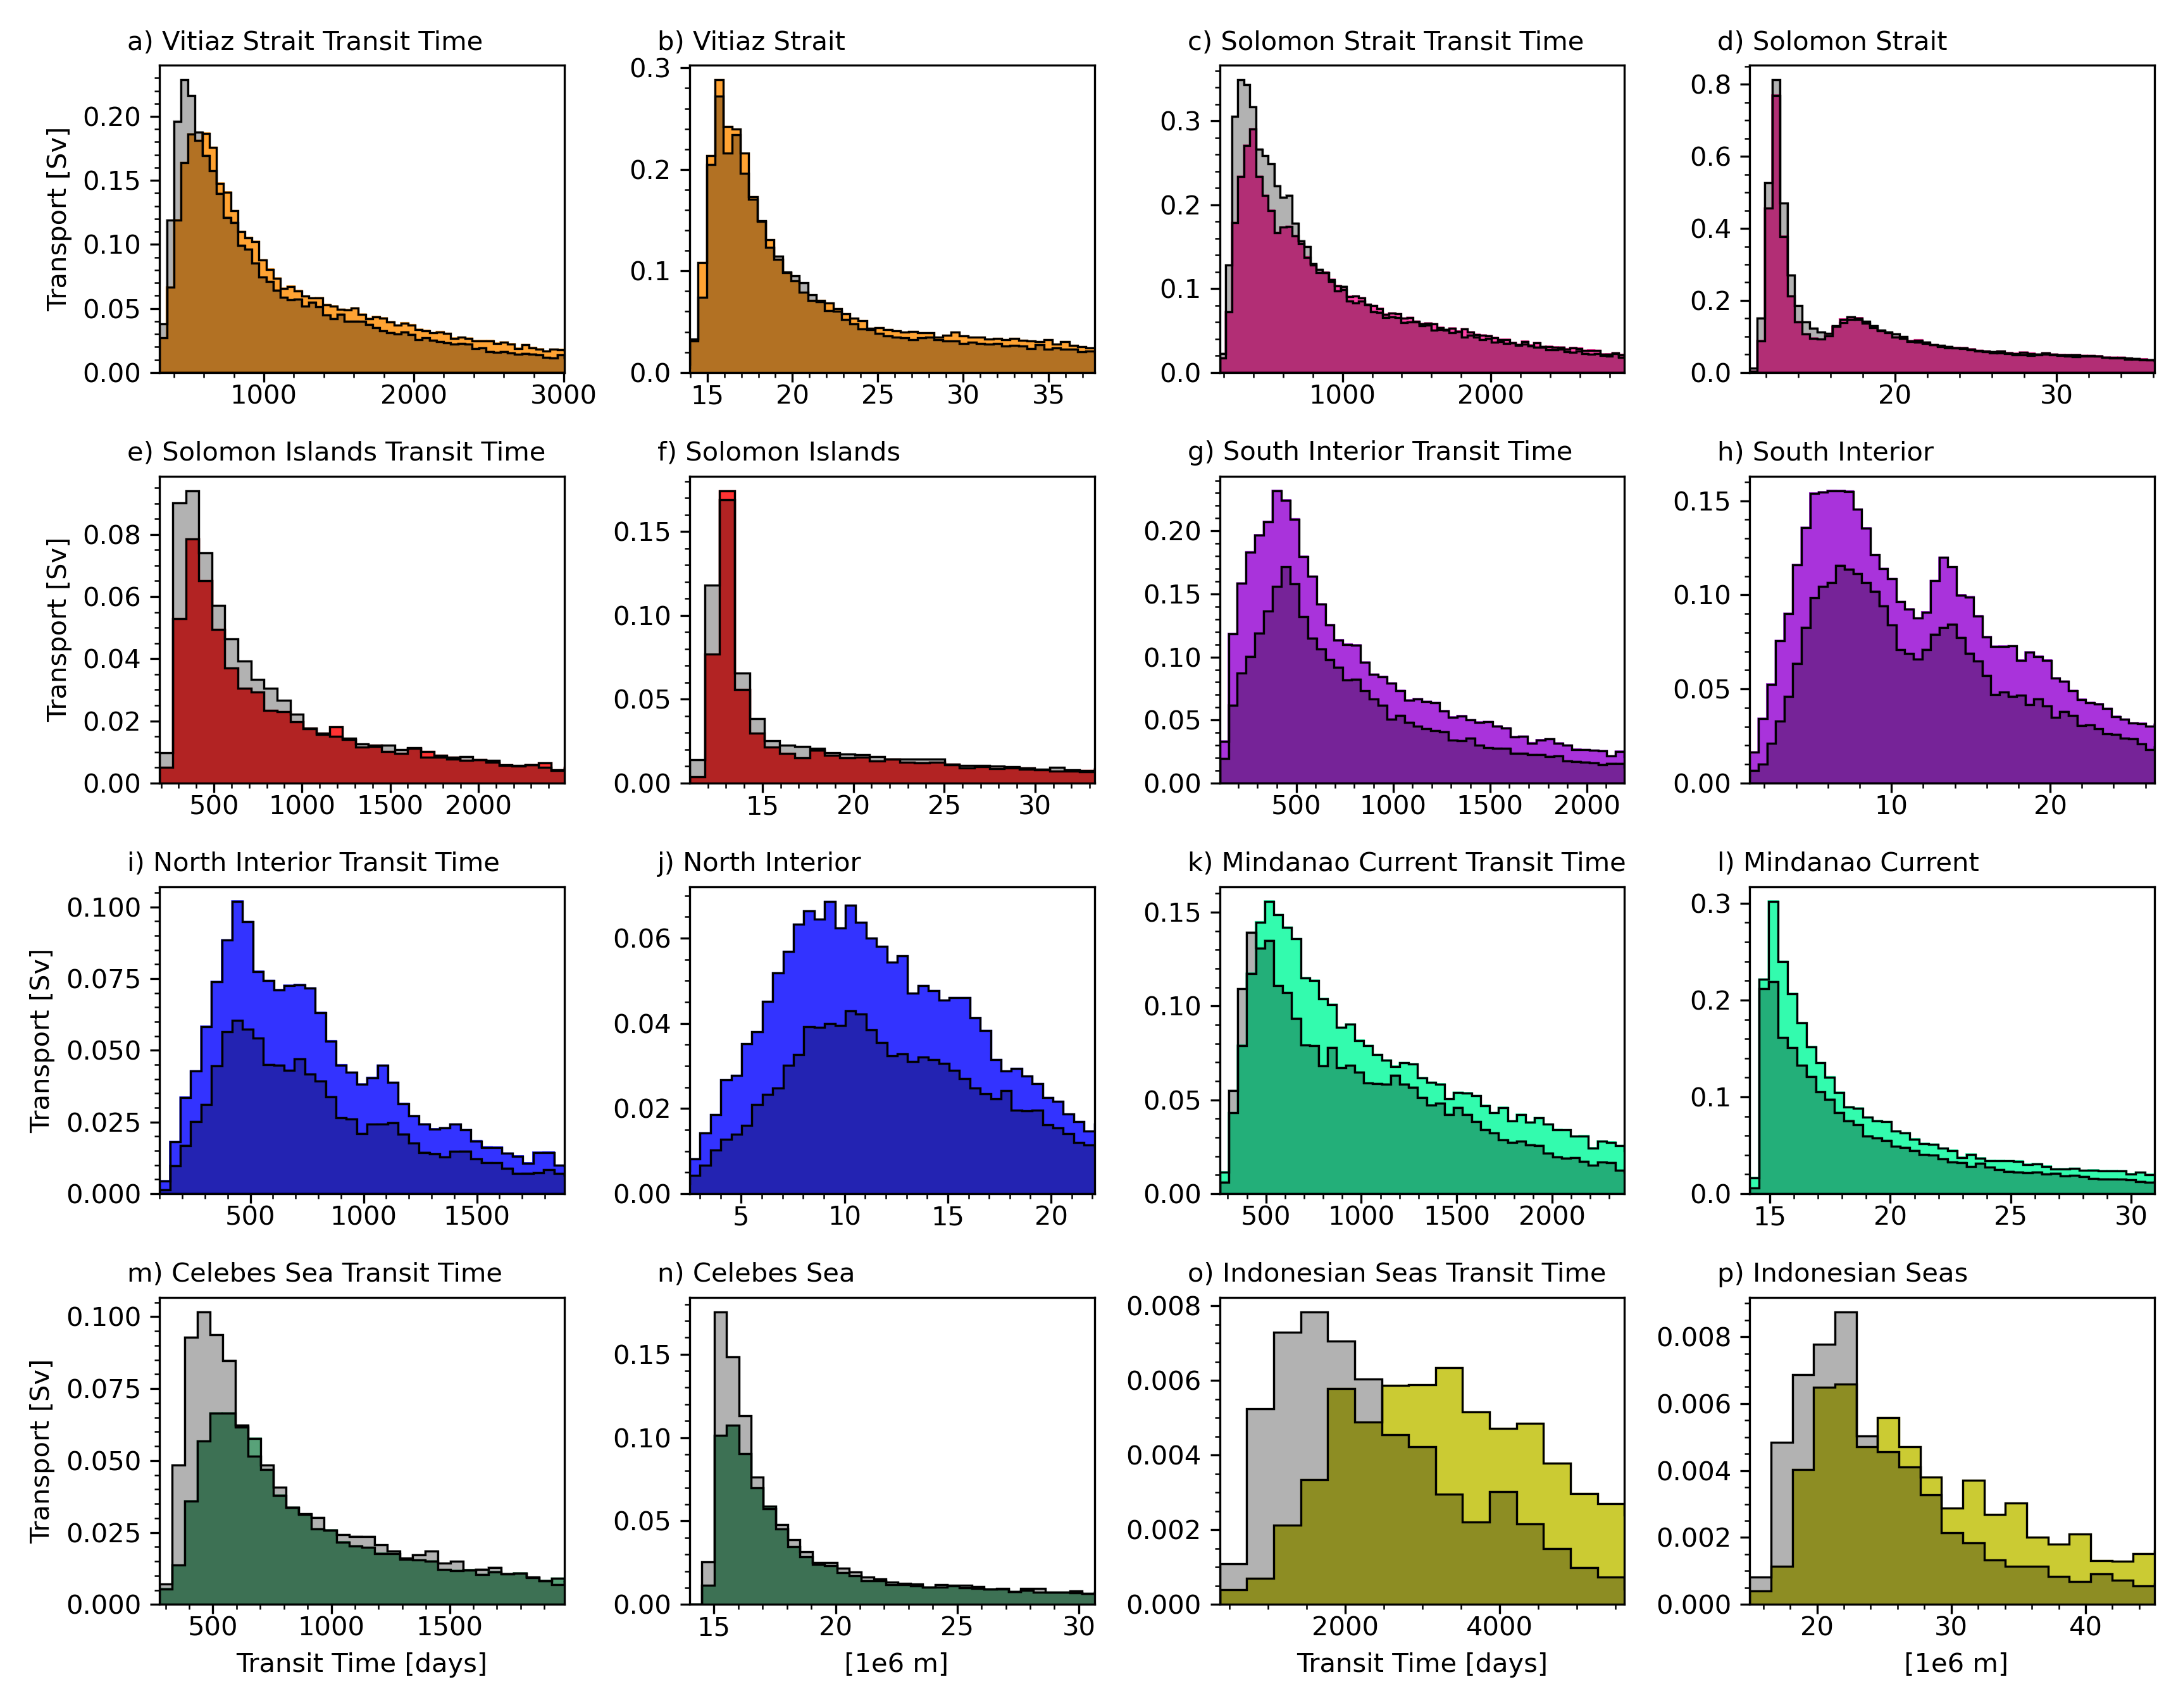 a) Vitiaz Strait Transit Time
b) Vitiaz Strait
c) Solomon Strait Transit Time
d) Solomon Strait
Transport [Sv]
0.20
0.15
0.10
0.05
0.00
1000 2000 3000
0.3
0.2
0.1
0.0
15 20 25 30 35
0.3
0.2
0.1
0.0
1000 2000
0.8
0.6
0.4
0.2
0.0
20 30
e) Solomon Islands Transit Time
f) Solomon Islands
g) South Interior Transit Time
h) South Interior
Transport [Sv]
0.08
0.06
0.04
0.02
0.00
500 1000 1500 2000
0.15
0.10
0.05
0.00
15 20 25 30
0.20
0.15
0.10
0.05
0.00
500 1000 1500 2000
0.15
0.10
0.05
0.00
10 20
i) North Interior Transit Time
j) North Interior
k) Mindanao Current Transit Time
l) Mindanao Current
Transport [Sv]
0.100
0.075
0.050
0.025
0.000
500 1000 1500
0.06
0.04
0.02
0.00
5 10 15 20
0.15
0.10
0.05
0.00
500 1000 1500 2000
0.3
0.2
0.1
0.0
15 20 25 30
m) Celebes Sea Transit Time
n) Celebes Sea
o) Indonesian Seas Transit Time
p) Indonesian Seas
Transport [Sv]
0.100
0.075
0.050
0.025
0.000
500 1000 1500
Transit Time [days]
0.15
0.10
0.05
0.00
15 20 25 30
[1e6 m]
0.008
0.006
0.004
0.002
0.000
2000 4000
Transit Time [days]
0.008
0.006
0.004
0.002
0.000
20 30 40
[1e6 m]